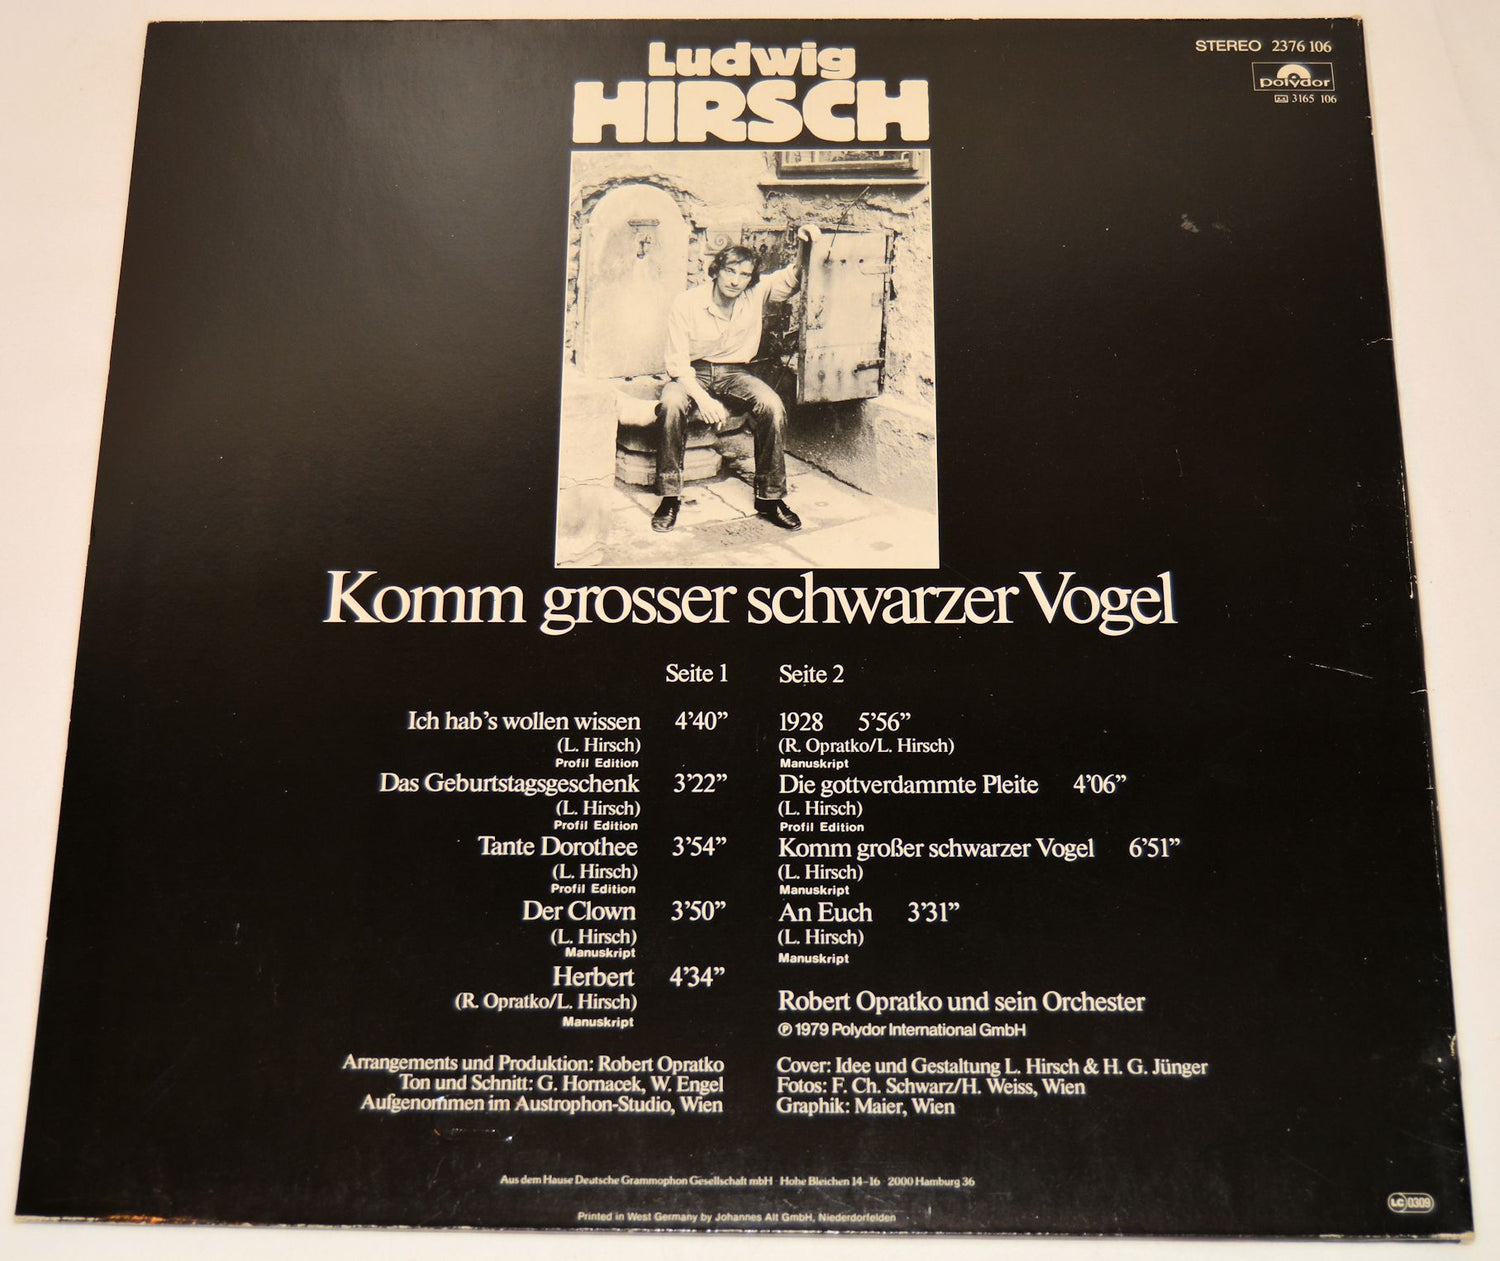 Ludwig
HIRSCH
STEREO 2376 106
polydor
3165 106
Komm grosser schwarzer Vogel
Seite 1
Ich hab's wollen wissen 4'40”
(L. Hirsch)
Profil Edition
Das Geburtstagsgeschenk 3'22”
(L. Hirsch)
Profil Edition
Tante Dorothee 3'54”
(L. Hirsch)
Profil Edition
Der Clown 3'50”
(L. Hirsch)
Manuskript
Herbert 4'34”
(R. Opratko/L. Hirsch)
Manuskript
Seite 2
1928 5'56”
(R. Opratko/L. Hirsch)
Manuskript
Die gottverdammte Pleite 4'06”
(L. Hirsch)
Profil Edition
Komm großer schwarzer Vogel 6'51”
(L. Hirsch)
Manuskript
An Euch 3'31”
(L. Hirsch)
Manuskript
Robert Opratko und sein Orchester
℗ 1979 Polydor International GmbH
Arrangements und Produktion: Robert Opratko
Ton und Schnitt: G. Hornacek, W. Engel
Aufgenommen im Austrophon-Studio, Wien
Cover: Idee und Gestaltung L. Hirsch & H. G. Jünger
Fotos: F. Ch. Schwarz/H. Weiss, Wien
Graphik: Maier, Wien
Aus dem Hause Deutsche Grammophon Gesellschaft mbH · Hohe Bleichen 14-16 · 2000 Hamburg 36
Printed in West Germany by Johannes Alt GmbH, Niederdorfelden
LC 0309